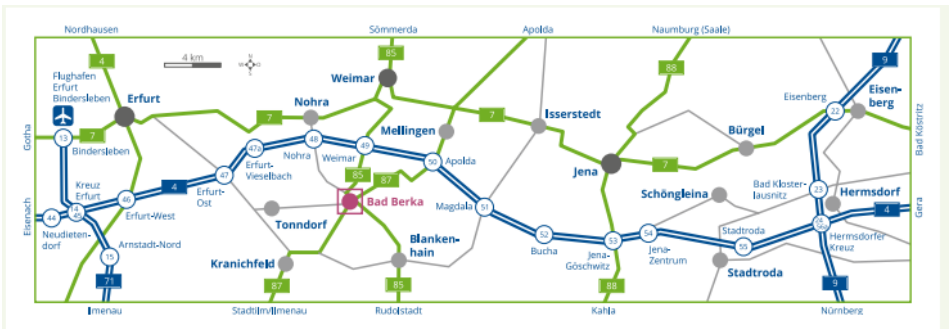 Nordhausen
Sömmerda
Apolda
Naumburg (Saale)
4
85
9
4 km
88
Flughafen
Erfurt
Bindersleben
Weimar
Erfurt
Nohra
Isserstedt
Eisenberg
22
Eisen-
berg
Gotha
13
7
7
Mellingen
7
Bürgel
Bad Köstritz
Bindersleben
47a
48
Nohra
Weimar
49
50
Apolda
Jena
7
Erfurt-
Vieselbach
Kreuz
Erfurt
4
47
Erfurt-
Ost
85
87
Bad Berka
Schöngleina
Bad Kloster-
lausnitz
23
Hermsdorf
Eisenach
44
14
45
46
Erfurt-West
Tonndorf
Magdala
51
4
Gera
Neudieten-
dorf
Arnstadt-Nord
15
Blanken-
hain
52
Bucha
53
Jena-
Göschwitz
54
Jena-
Zentrum
Stadtroda
55
24
56a
Hermsdorfer
Kreuz
Kranichfeld
Stadtroda
71
87
85
88
9
Ilmenau
Stadtilm/Ilmenau
Rudolstadt
Kahla
Nürnberg